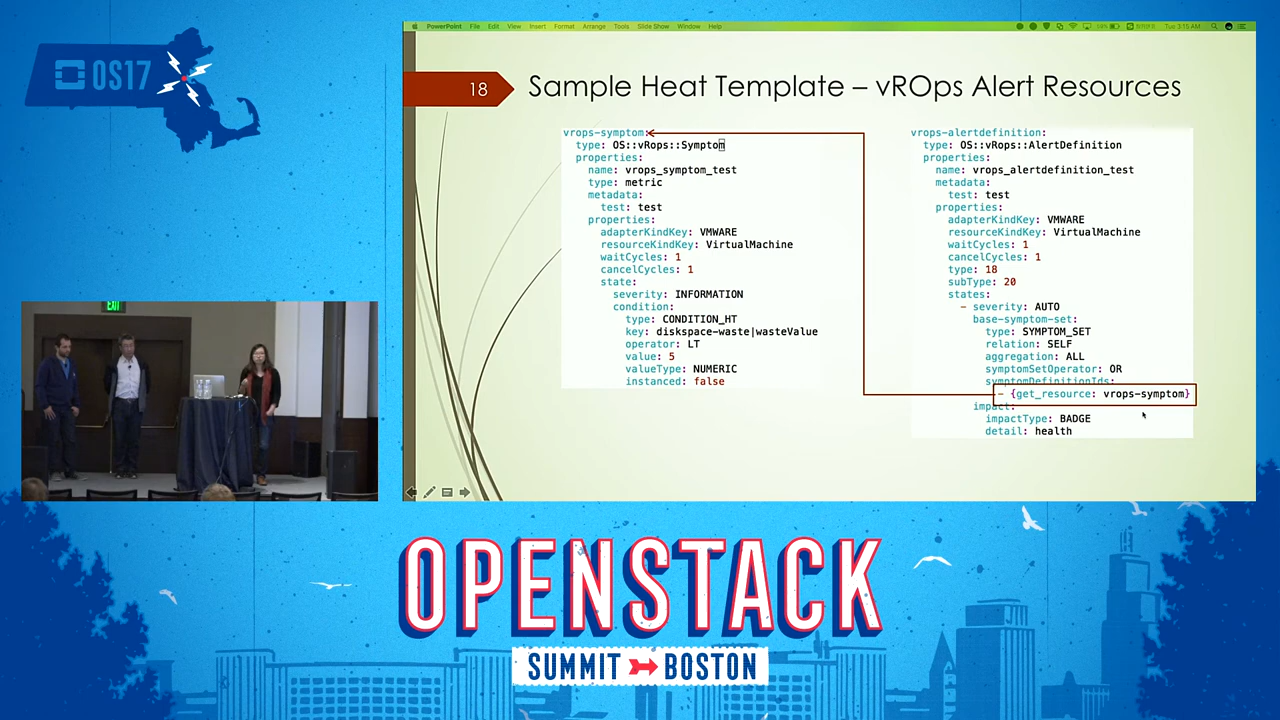 OS17
PowerPoint File Edit View Insert Format Arrange Tools Slide Show Window Help
Tue 3:15 AM
18
Sample Heat Template – vROps Alert Resources
vrops-symptom:
type: OS::vRops::Symptom
properties:
name: vrops_symptom_test
type: metric
metadata:
test: test
properties:
adapterKindKey: VMWARE
resourceKindKey: VirtualMachine
waitCycles: 1
cancelCycles: 1
state:
severity: INFORMATION
condition:
type: CONDITION_HT
key: diskspace-waste|wasteValue
operator: LT
value: 5
valueType: NUMERIC
instanced: false
vrops-alertdefinition:
type: OS::vRops::AlertDefinition
properties:
name: vrops_alertdefinition_test
metadata:
test: test
properties:
adapterKindKey: VMWARE
resourceKindKey: VirtualMachine
waitCycles: 1
cancelCycles: 1
type: 18
subType: 20
states:
- severity: AUTO
base-symptom-set:
type: SYMPTOM_SET
relation: SELF
aggregation: ALL
symptomSetOperator: OR
symptomDefinitionIds:
- {get_resource: vrops-symptom}
impact:
impactType: BADGE
detail: health
EXIT
OPENSTACK
SUMMIT BOSTON